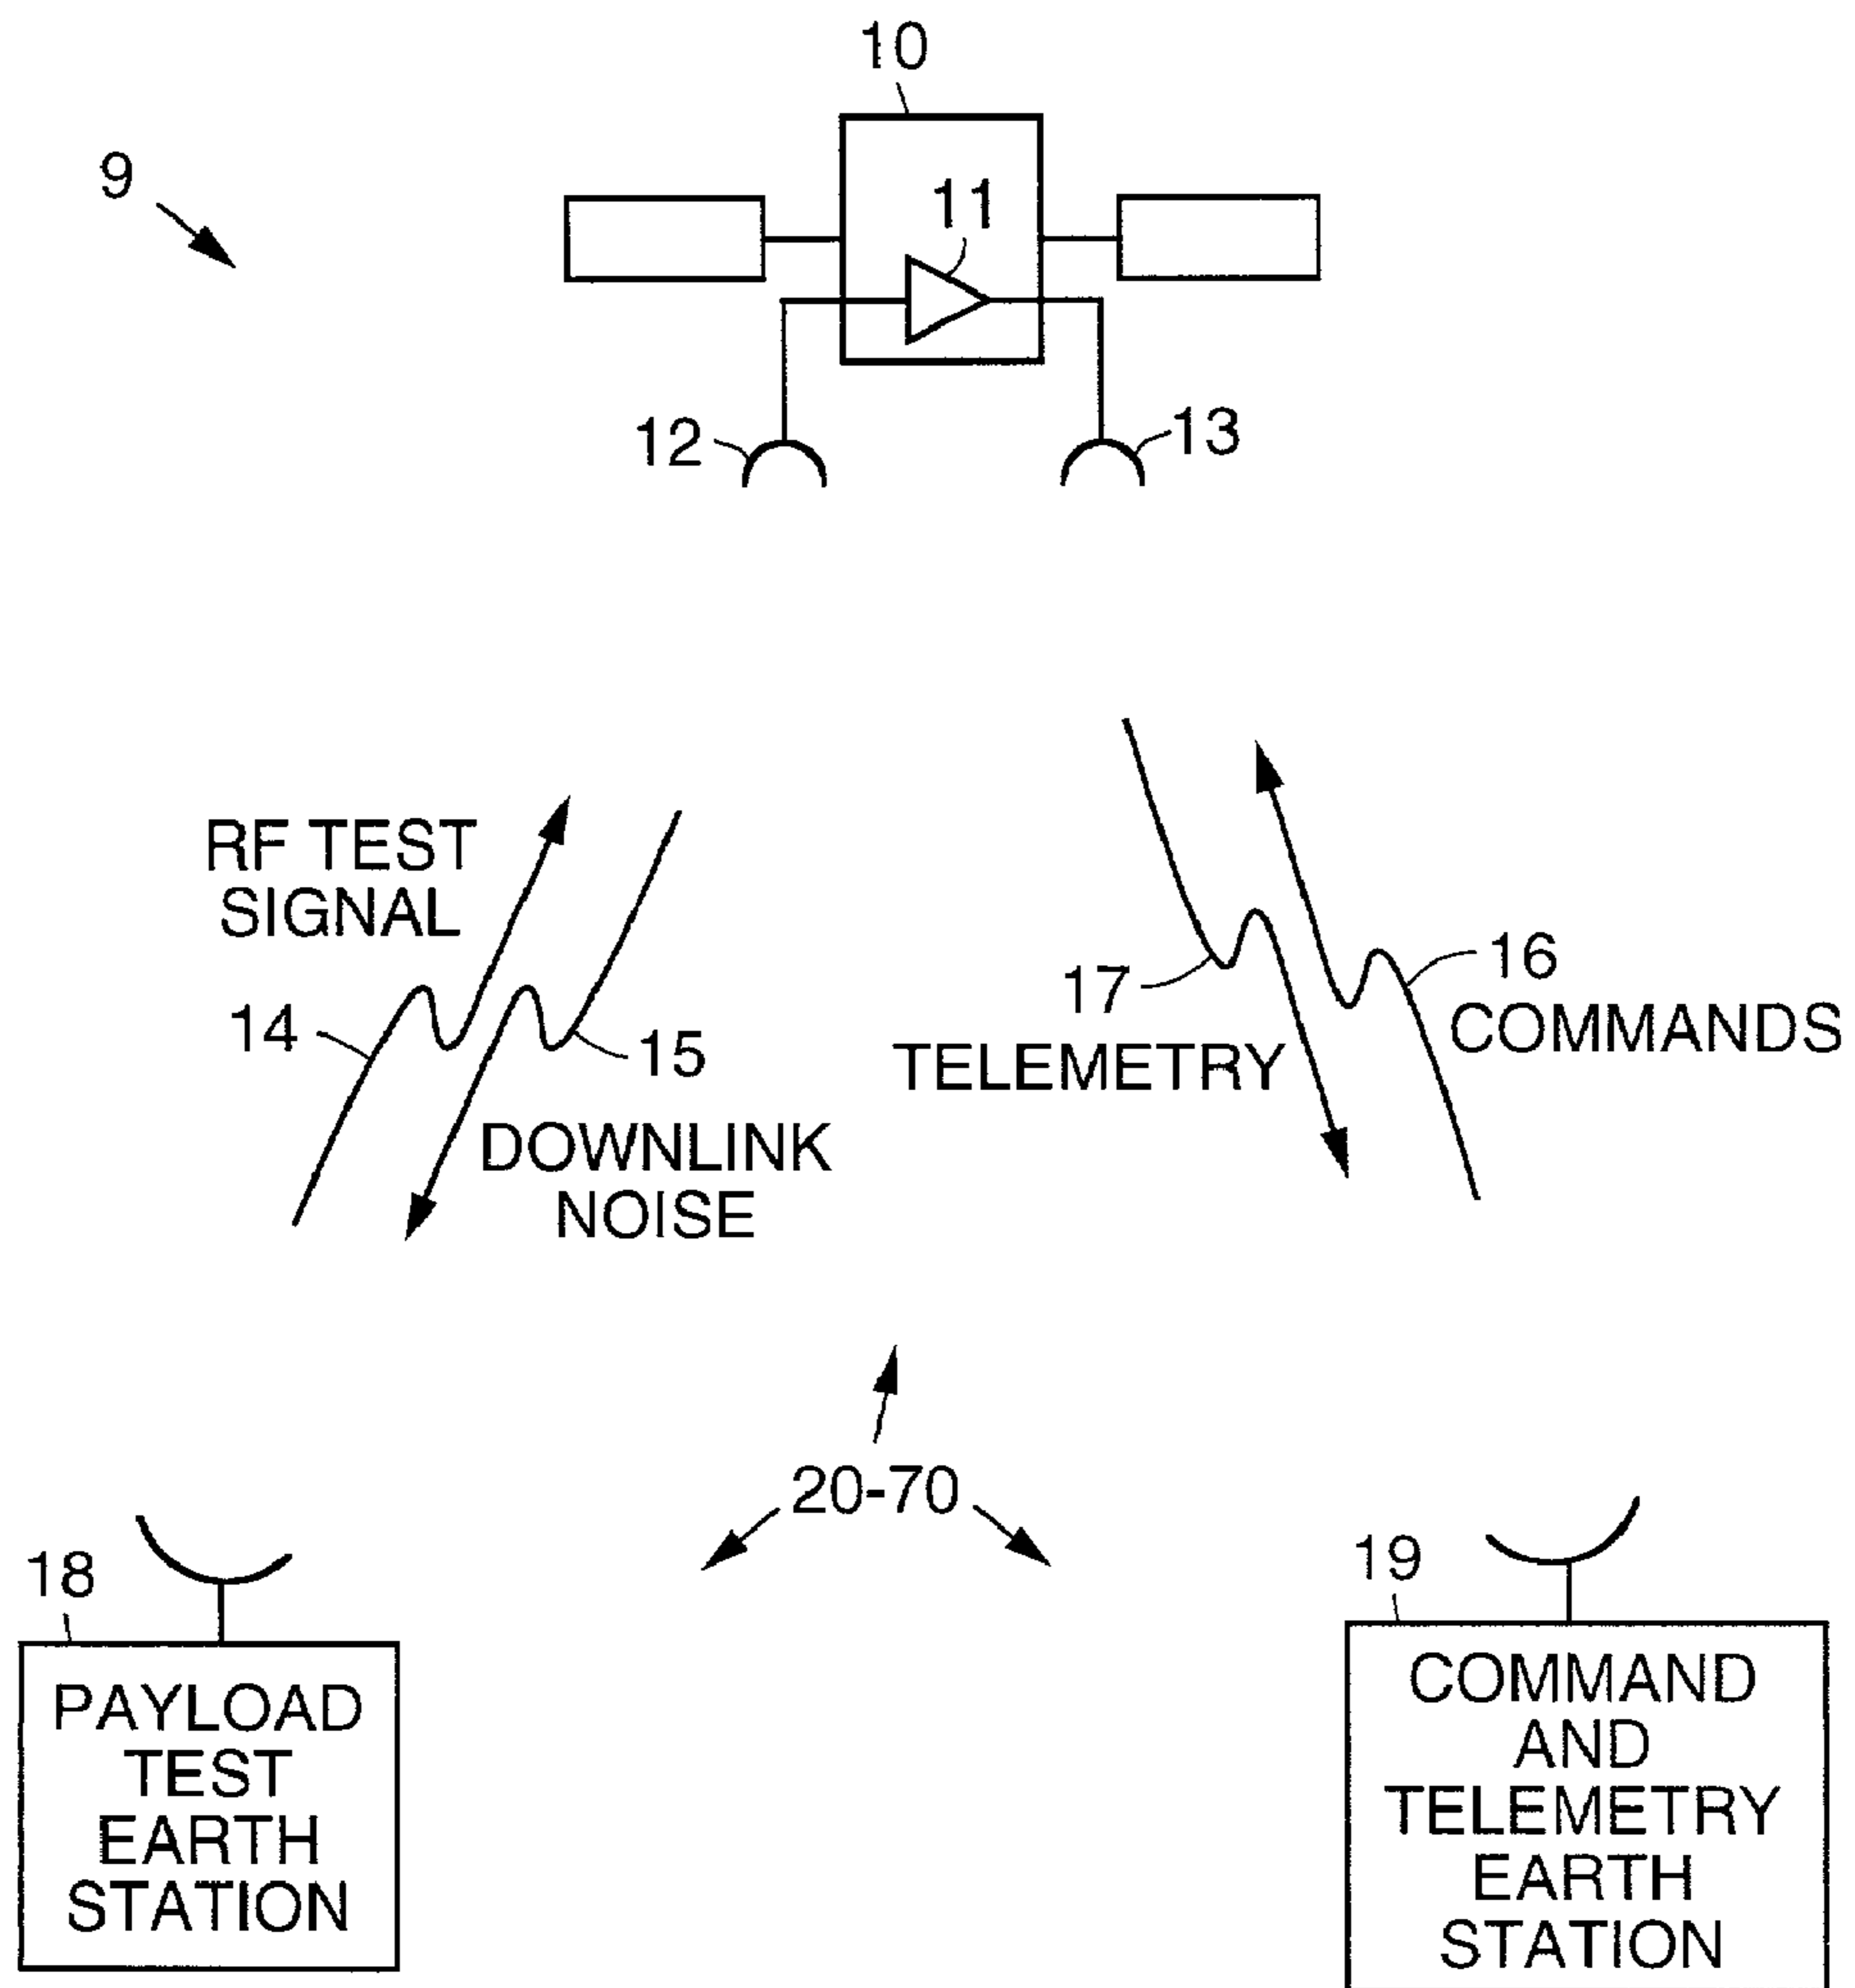 10
9
11
12
13
RF TEST
SIGNAL
14
15
DOWNLINK
NOISE
17
TELEMETRY
16
COMMANDS
20-70
18
PAYLOAD
TEST
EARTH
STATION
19
COMMAND
AND
TELEMETRY
EARTH
STATION